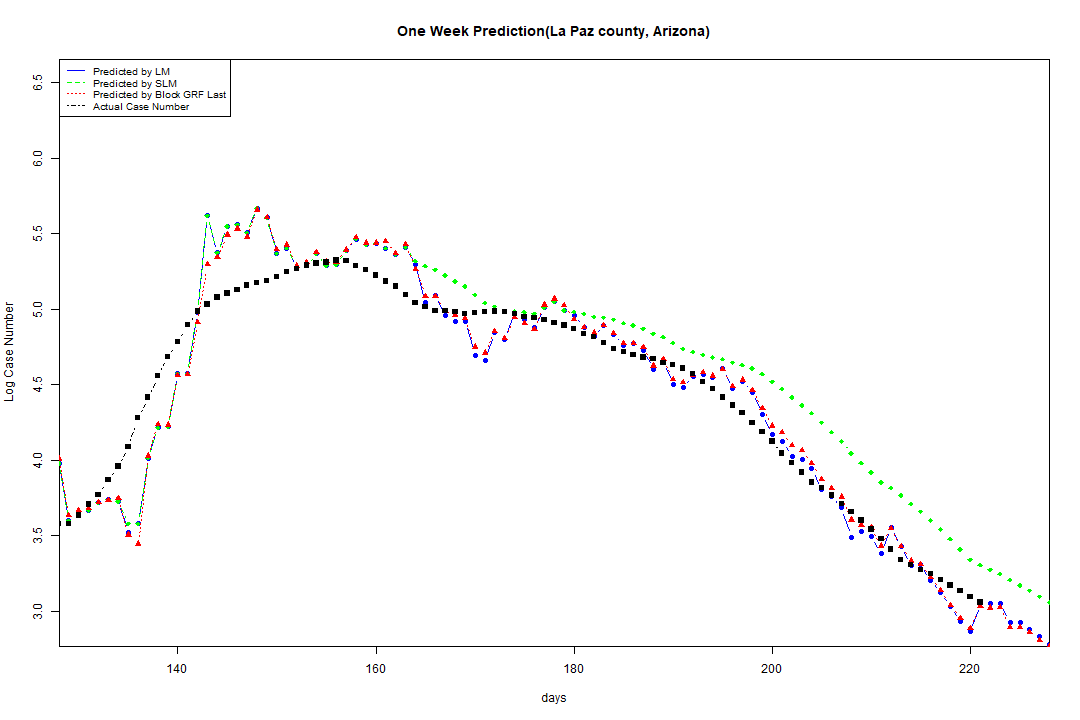 One Week Prediction(La Paz county, Arizona)
Predicted by LM
Predicted by SLM
Predicted by Block GRF Last
Actual Case Number
6.5
6.0
5.5
5.0
4.5
4.0
3.5
3.0
Log Case Number
140 160 180 200 220
days